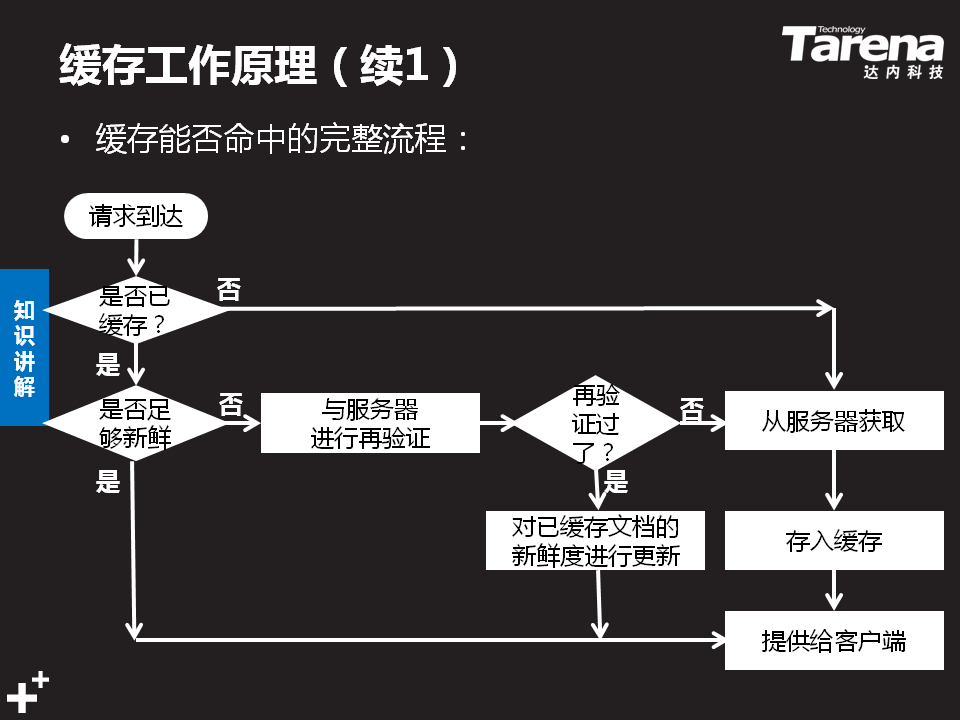 缓存工作原理（续1）
Technology
Tarena
达内科技
• 缓存能否命中的完整流程：
请求到达
是否已
缓存？
否
是
知
识
讲
解
是否足
够新鲜
否
与服务器
进行再验证
再验
证过
了？
否
从服务器获取
是
是
对已缓存文档的
新鲜度进行更新
存入缓存
提供给客户端